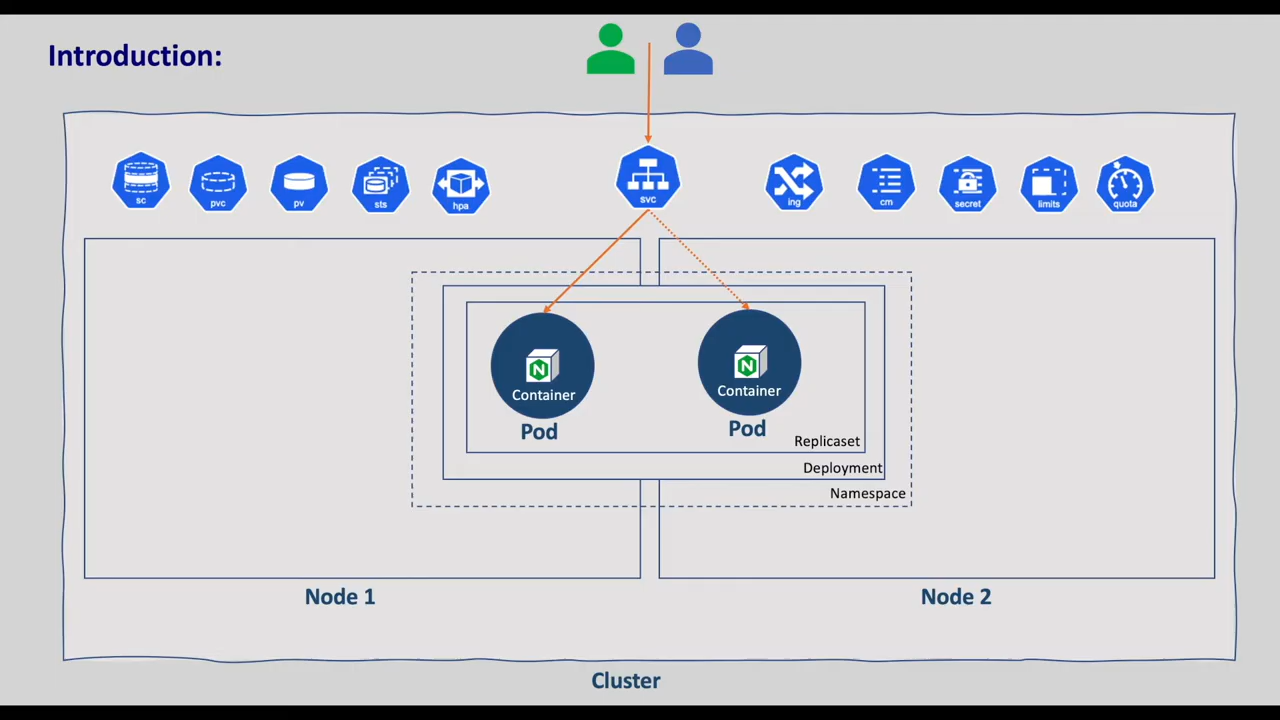 Introduction:
sc
pvc
pv
sts
hpa
svc
ing
cm
secret
limits
quota
N
Container
Pod
N
Container
Pod
Replicaset
Deployment
Namespace
Node 1
Node 2
Cluster